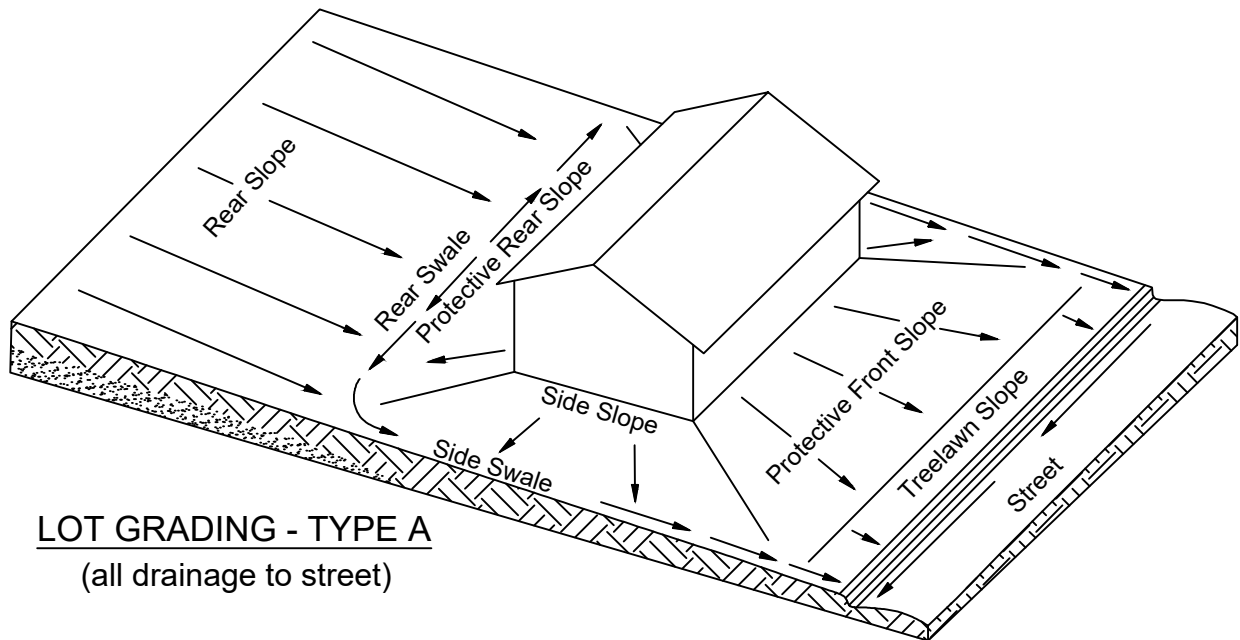 Rear Slope
Rear Swale
Protective Rear Slope
Side Slope
Side Swale
Protective Front Slope
Treelawn Slope
Street
LOT GRADING - TYPE A
(all drainage to street)